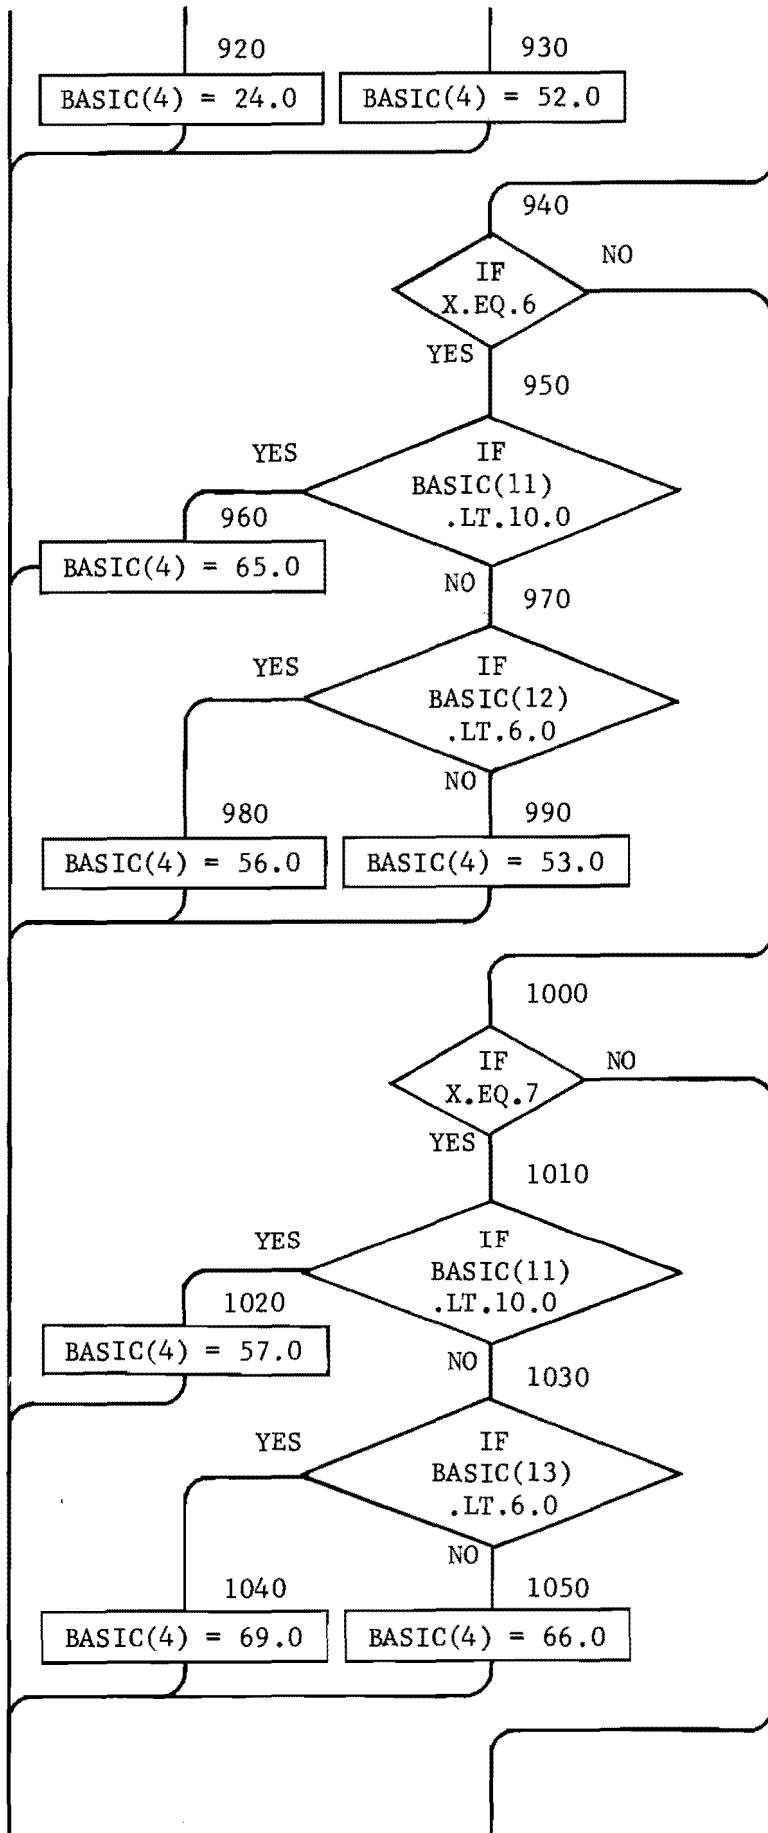 920
930
BASIC(4) = 24.0
BASIC(4) = 52.0
940
IF
X.EQ.6
NO
YES
950
IF
BASIC(11)
.LT.10.0
YES
960
BASIC(4) = 65.0
NO
970
IF
BASIC(12)
.LT.6.0
YES
NO
980
990
BASIC(4) = 56.0
BASIC(4) = 53.0
1000
IF
X.EQ.7
NO
YES
1010
IF
BASIC(11)
.LT.10.0
YES
1020
BASIC(4) = 57.0
NO
1030
IF
BASIC(13)
.LT.6.0
YES
NO
1040
1050
BASIC(4) = 69.0
BASIC(4) = 66.0